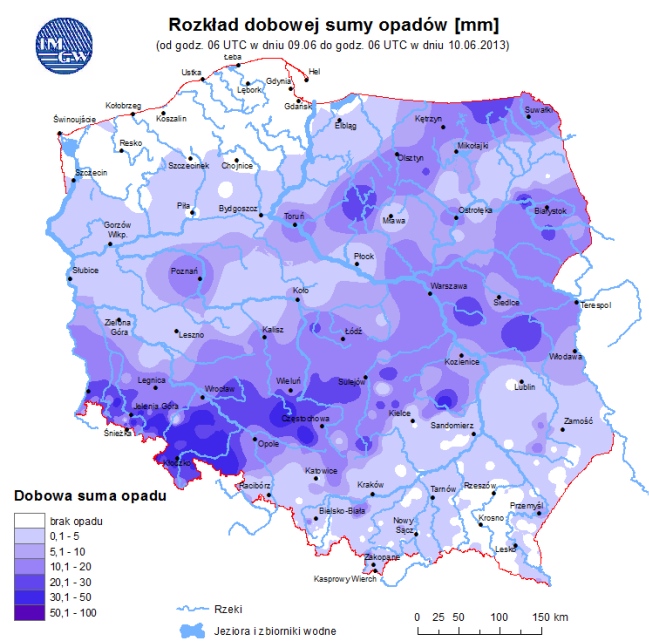 Rozkład dobowej sumy opadów [mm]
(od godz. 06 UTC w dniu 09.06 do godz. 06 UTC w dniu 10.06.2013)
IM
GW
Łeba
Ustka
Hel
Gdynia
Lębork
Gdańsk
Kołobrzeg
Koszalin
Świnoujście
Elbląg
Kętrzyn
Suwałki
Resko
Mikołajki
Olsztyn
Szczecinek
Chojnice
Szczecin
Piła
Bydgoszcz
Toruń
Mława
Ostrołęka
Białystok
Gorzów
Wlkp.
Płock
Słubice
Poznań
Koło
Warszawa
Siedlce
Terespol
Zielona
Góra
Leszno
Kalisz
Łódź
Kozienice
Włodawa
Legnica
Wrocław
Wieluń
Sulejów
Lublin
Jelenia Góra
Śnieżka
Częstochowa
Kielce
Sandomierz
Zamość
Opole
Kłodzko
Katowice
Racibórz
Kraków
Tarnów
Rzeszów
Przemyśl
Bielsko-Biała
Nowy
Sącz
Krosno
Lesko
Zakopane
Kasprowy Wierch
Dobowa suma opadu
brak opadu
0,1 - 5
5,1 - 10
10,1 - 20
20,1 - 30
30,1 - 50
50,1 - 100
Rzeki
Jeziora i zbiorniki wodne
0 25 50 100 150 km